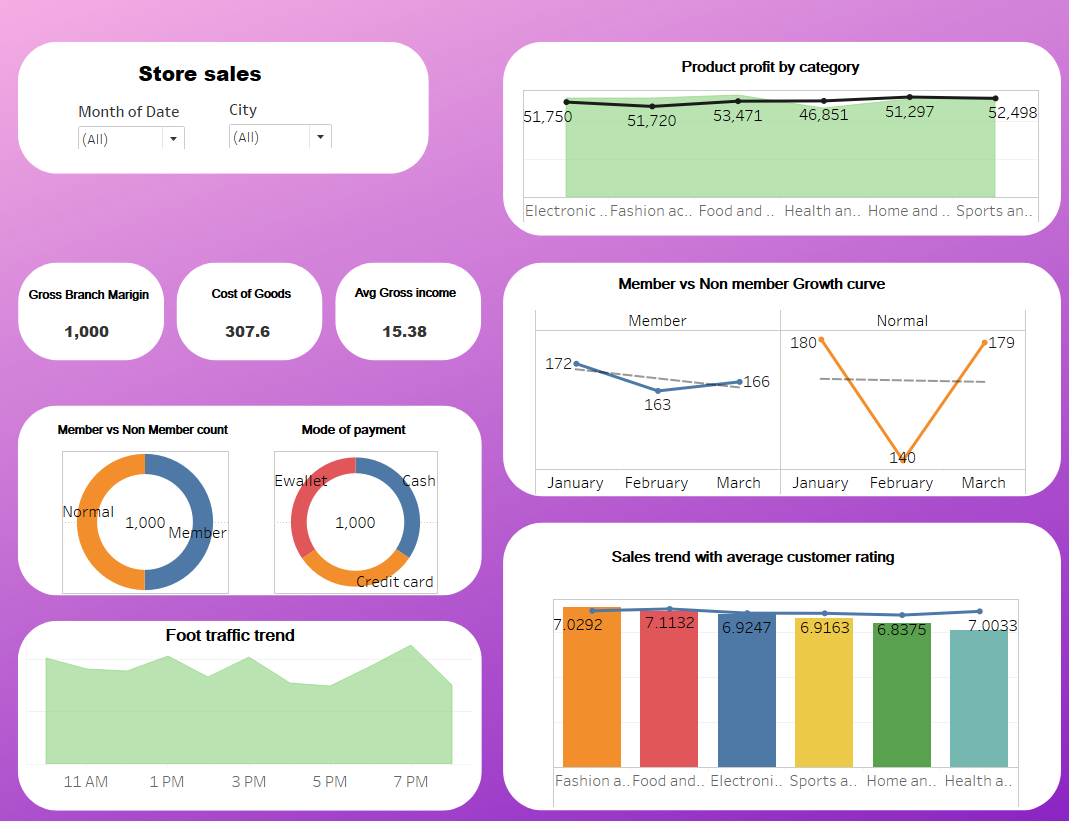 Store sales
Month of Date
City
(All)
(All)
Product profit by category
51,750
51,720
53,471
46,851
51,297
52,498
Electronic ..
Fashion ac..
Food and ..
Health an..
Home and ..
Sports an..
Gross Branch Marigin
1,000
Cost of Goods
307.6
Avg Gross income
15.38
Member vs Non member Growth curve
Member
Normal
172
163
166
180
140
179
January
February
March
January
February
March
Member vs Non Member count
Normal
1,000
Member
Mode of payment
Ewallet
Cash
1,000
Credit card
Foot traffic trend
11 AM
1 PM
3 PM
5 PM
7 PM
Sales trend with average customer rating
7.0292
7.1132
6.9247
6.9163
6.8375
7.0033
Fashion a..
Food and..
Electroni..
Sports a..
Home an..
Health a..